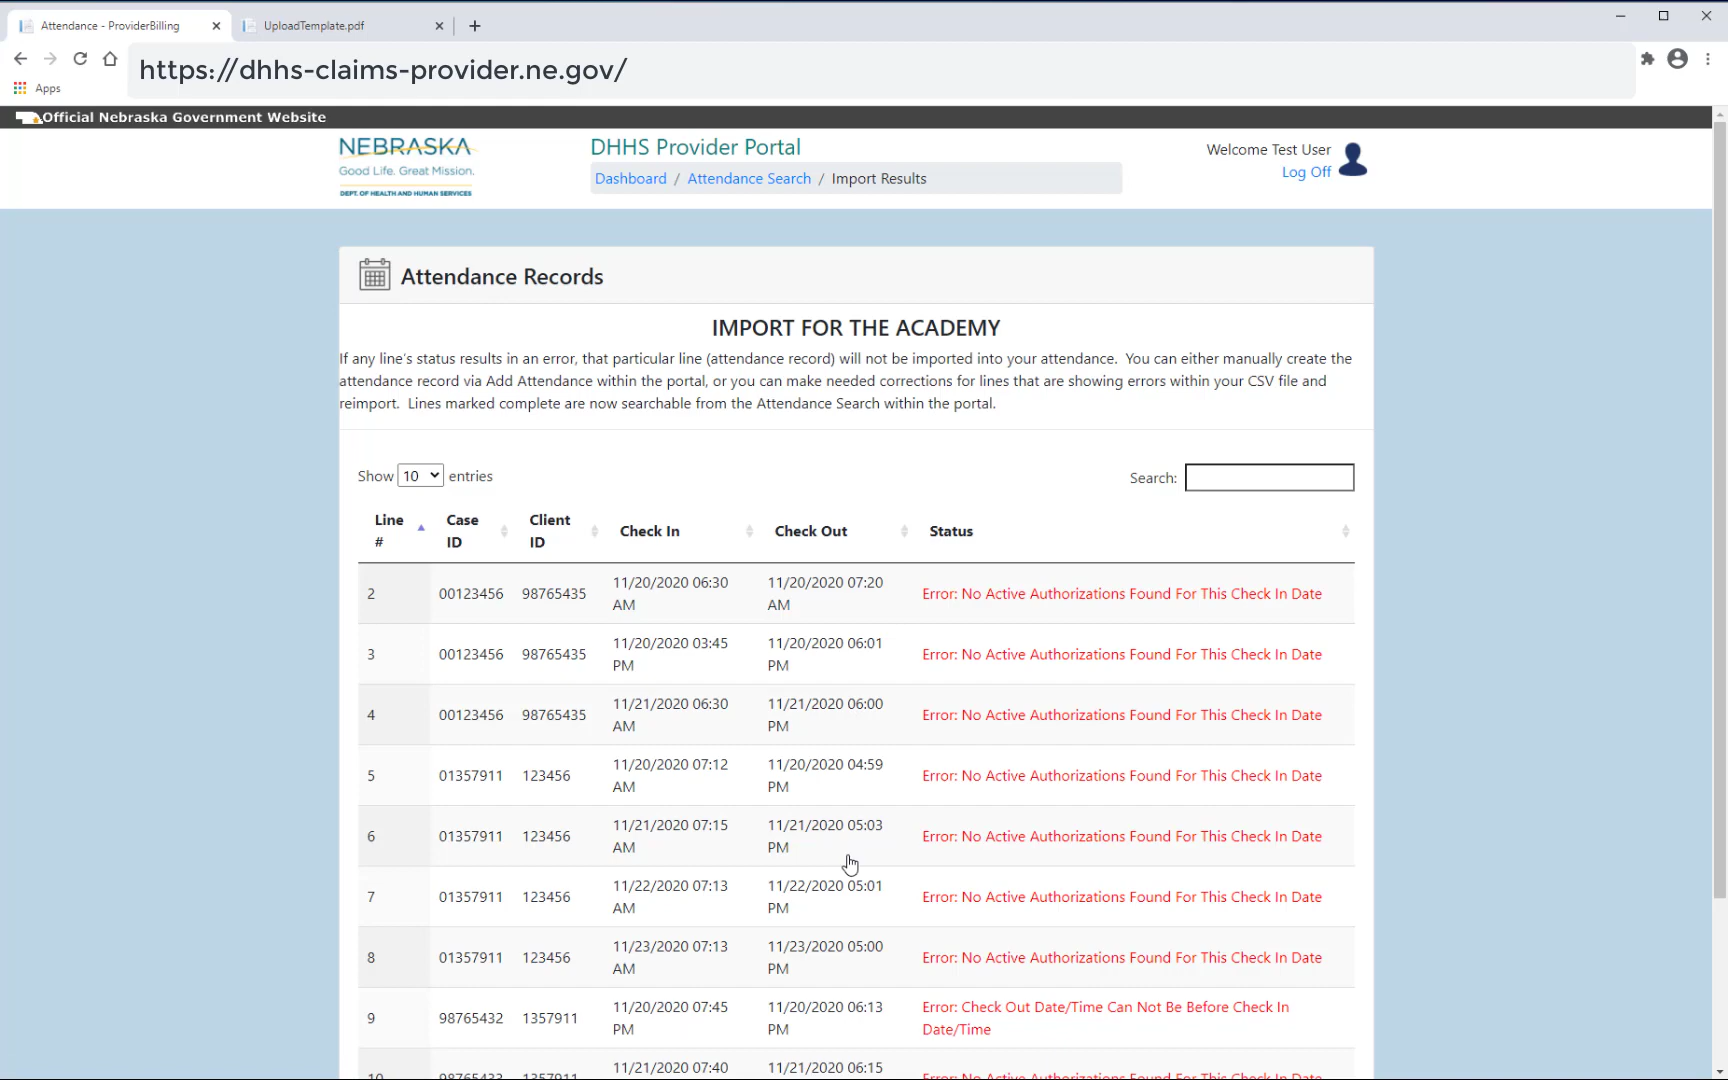 Attendance - ProviderBilling
UploadTemplate.pdf
https://dhhs-claims-provider.ne.gov/
Apps
Official Nebraska Government Website
NEBRASKA
Good Life. Great Mission.
DEPT. OF HEALTH AND HUMAN SERVICES
DHHS Provider Portal
Dashboard / Attendance Search / Import Results
Welcome Test User
Log Off
Attendance Records
IMPORT FOR THE ACADEMY
If any line's status results in an error, that particular line (attendance record) will not be imported into your attendance. You can either manually create the
attendance record via Add Attendance within the portal, or you can make needed corrections for lines that are showing errors within your CSV file and
reimport. Lines marked complete are now searchable from the Attendance Search within the portal.
Show 10 entries
Search:
Line # Case ID Client ID Check In Check Out Status
2 00123456 98765435 11/20/2020 06:30 AM 11/20/2020 07:20 AM Error: No Active Authorizations Found For This Check In Date
3 00123456 98765435 11/20/2020 03:45 PM 11/20/2020 06:01 PM Error: No Active Authorizations Found For This Check In Date
4 00123456 98765435 11/21/2020 06:30 AM 11/21/2020 06:00 PM Error: No Active Authorizations Found For This Check In Date
5 01357911 123456 11/20/2020 07:12 AM 11/20/2020 04:59 PM Error: No Active Authorizations Found For This Check In Date
6 01357911 123456 11/21/2020 07:15 AM 11/21/2020 05:03 PM Error: No Active Authorizations Found For This Check In Date
7 01357911 123456 11/22/2020 07:13 AM 11/22/2020 05:01 PM Error: No Active Authorizations Found For This Check In Date
8 01357911 123456 11/23/2020 07:13 AM 11/23/2020 05:00 PM Error: No Active Authorizations Found For This Check In Date
9 98765432 1357911 11/20/2020 07:45 PM 11/20/2020 06:13 PM Error: Check Out Date/Time Can Not Be Before Check In Date/Time
10 98765433 1357911 11/21/2020 07:40 11/21/2020 06:15 Error: No Active Authorizations Found For This Check In Date